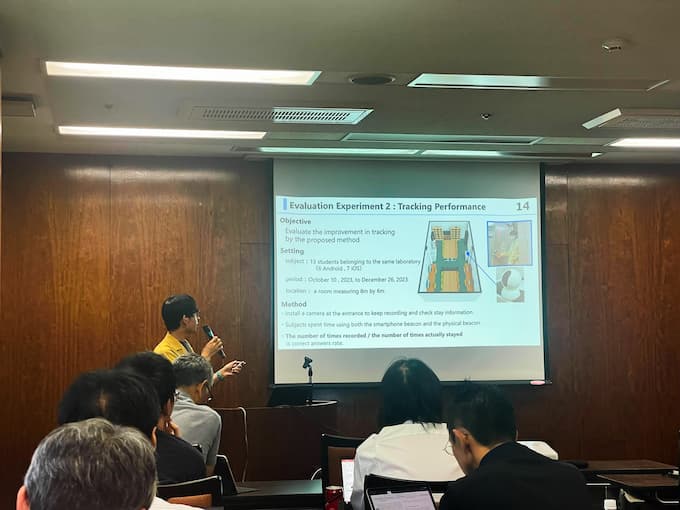 Evaluation Experiment 2 : Tracking Performance 14
Objective
Evaluate the improvement in tracking
by the proposed method
Setting
subject : 13 students belonging to the same laboratory
(6 Android , 7 iOS)
period : October 10 , 2023, to December 26, 2023
location : a room measuring 8m by 6m
Method
• Install a camera at the entrance to keep recording and check stay information.
• Subjects spent time using both the smartphone beacon and the physical beacon
• The number of times recorded / the number of times actually stayed
is correct answers rate.